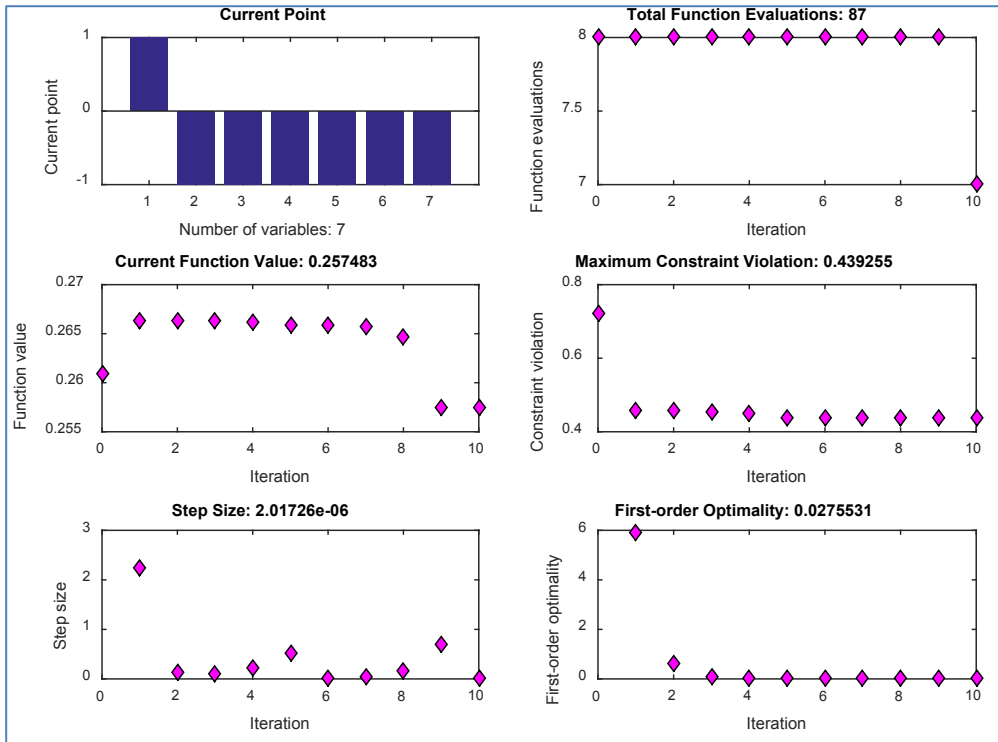 Current Point
1
0
-1
Current point
1 2 3 4 5 6 7
Number of variables: 7
Total Function Evaluations: 87
8
7.5
7
Function evaluations
0 2 4 6 8 10
Iteration
Current Function Value: 0.257483
0.27
0.265
0.26
0.255
Function value
0 2 4 6 8 10
Iteration
Maximum Constraint Violation: 0.439255
0.8
0.6
0.4
Constraint violation
0 2 4 6 8 10
Iteration
Step Size: 2.01726e-06
3
2
1
0
Step size
0 2 4 6 8 10
Iteration
First-order Optimality: 0.0275531
6
4
2
0
First-order optimality
0 2 4 6 8 10
Iteration